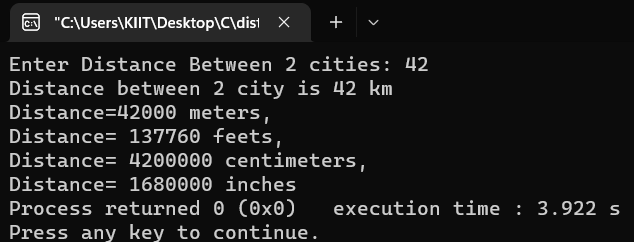 "C:\Users\KIIT\Desktop\C\dist
Enter Distance Between 2 cities: 42
Distance between 2 city is 42 km
Distance=42000 meters,
Distance= 137760 feets,
Distance= 4200000 centimeters,
Distance= 1680000 inches
Process returned 0 (0x0)   execution time : 3.922 s
Press any key to continue.